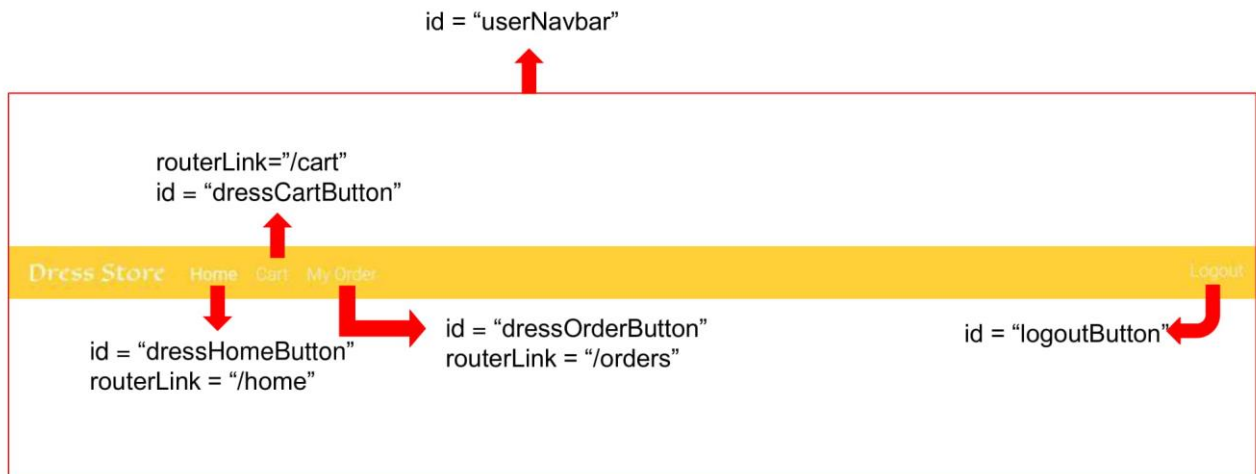 id = “userNavbar”
routerLink=”/cart”
id = “dressCartButton”
Dress Store Home Cart My Order Logout
id = “dressHomeButton”
routerLink = “/home”
id = “dressOrderButton”
routerLink = “/orders”
id = “logoutButton”